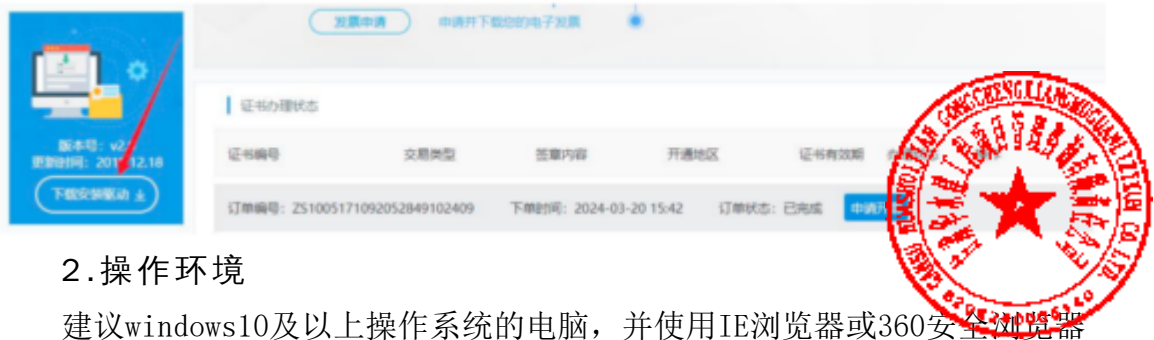 发票申请 申请并下载您的电子发票
证书办理状态
版本号：v2.
更新时间：201 .12.18
下载安装驱动
证书编号 交易类型 签章内容 开通地区 证书有效期
订单编号：ZS1005171092052849102409 下单时间：2024-03-20 15:42 订单状态：已完成 申请
2.操作环境
建议windows10及以上操作系统的电脑，并使用IE浏览器或360安全浏览器